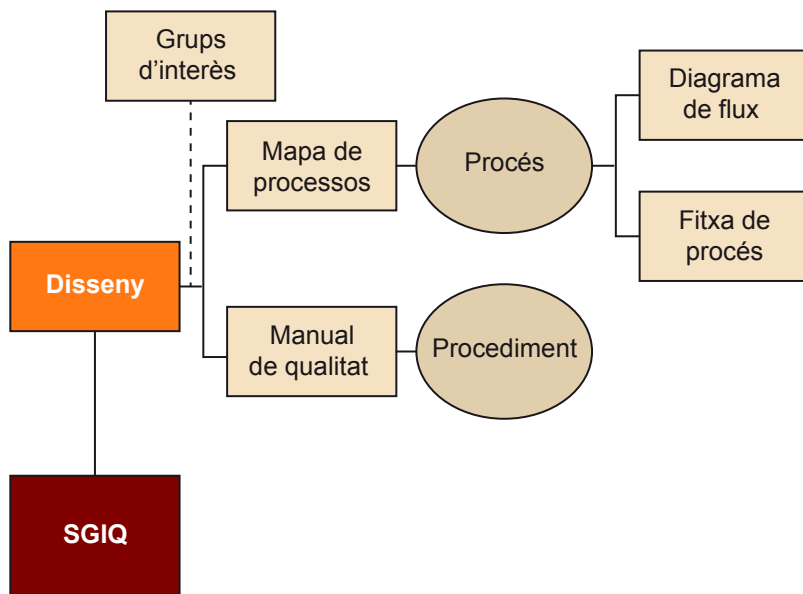 Grups
d’interès
Diagrama
de flux
Mapa de
processos
Procés
Fitxa de
procés
Disseny
Manual
de qualitat
Procediment
SGIQ